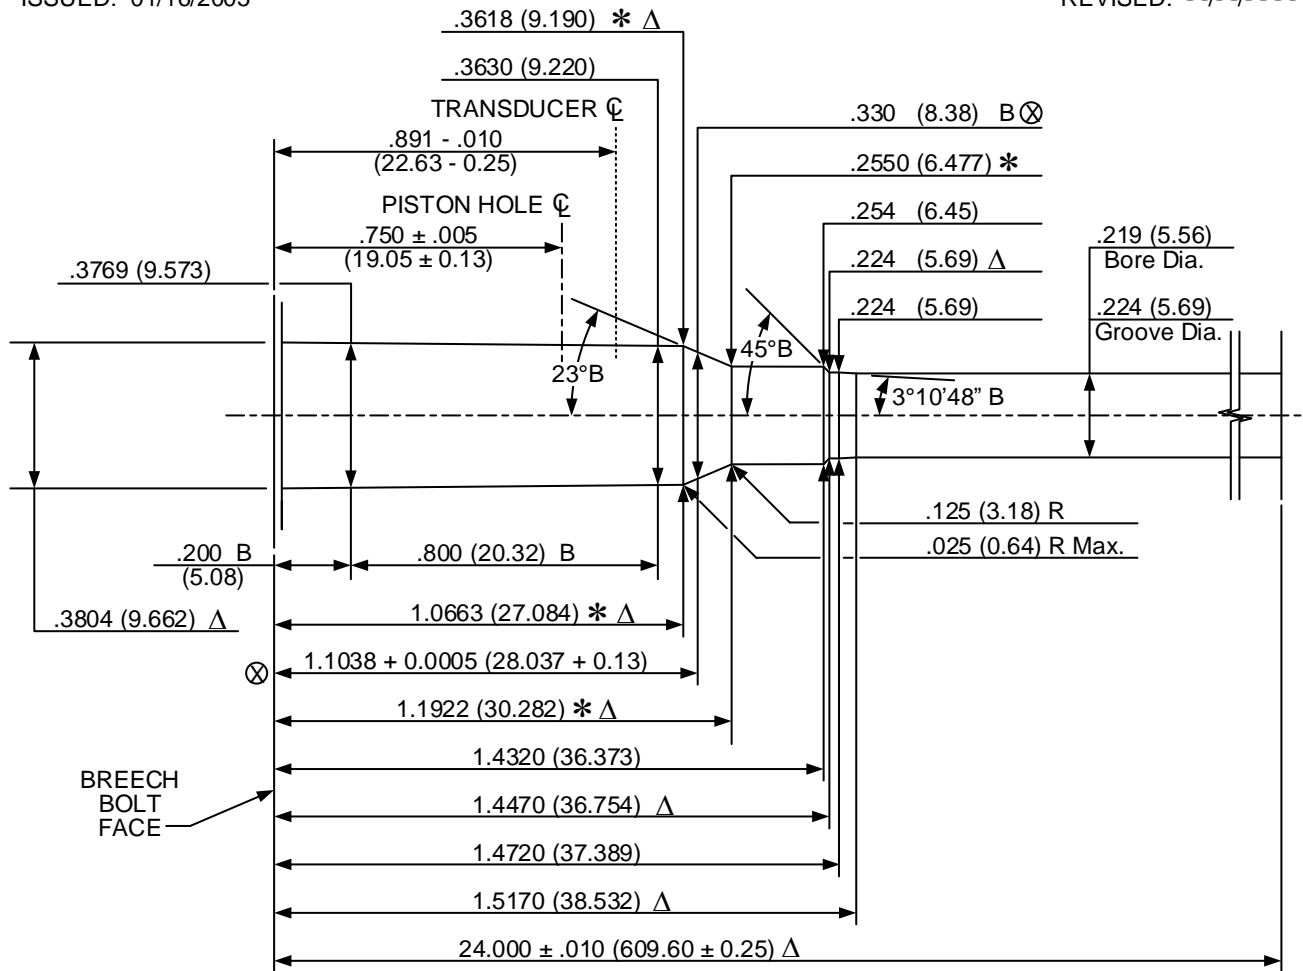 ISSUED:
REVISED:
.3618 (9.190) * Δ
.3630 (9.220)
TRANSDUCER ℄
.330 (8.38) B ⓧ
.891 - .010
(22.63 - 0.25)
.2550 (6.477) *
PISTON HOLE ℄
.254 (6.45)
.750 ± .005
(19.05 ± 0.13)
.219 (5.56)
Bore Dia.
.3769 (9.573)
.224 (5.69) Δ
.224 (5.69)
.224 (5.69)
Groove Dia.
23°B
45°B
3°10'48" B
.125 (3.18) R
.025 (0.64) R Max.
.200 B
(5.08)
.800 (20.32) B
.3804 (9.662) Δ
1.0663 (27.084) * Δ
ⓧ 1.1038 + 0.0005 (28.037 + 0.13)
1.1922 (30.282) * Δ
1.4320 (36.373)
BREECH
BOLT
FACE
1.4470 (36.754) Δ
1.4720 (37.389)
1.5170 (38.532) Δ
24.000 ± .010 (609.60 ± 0.25) Δ